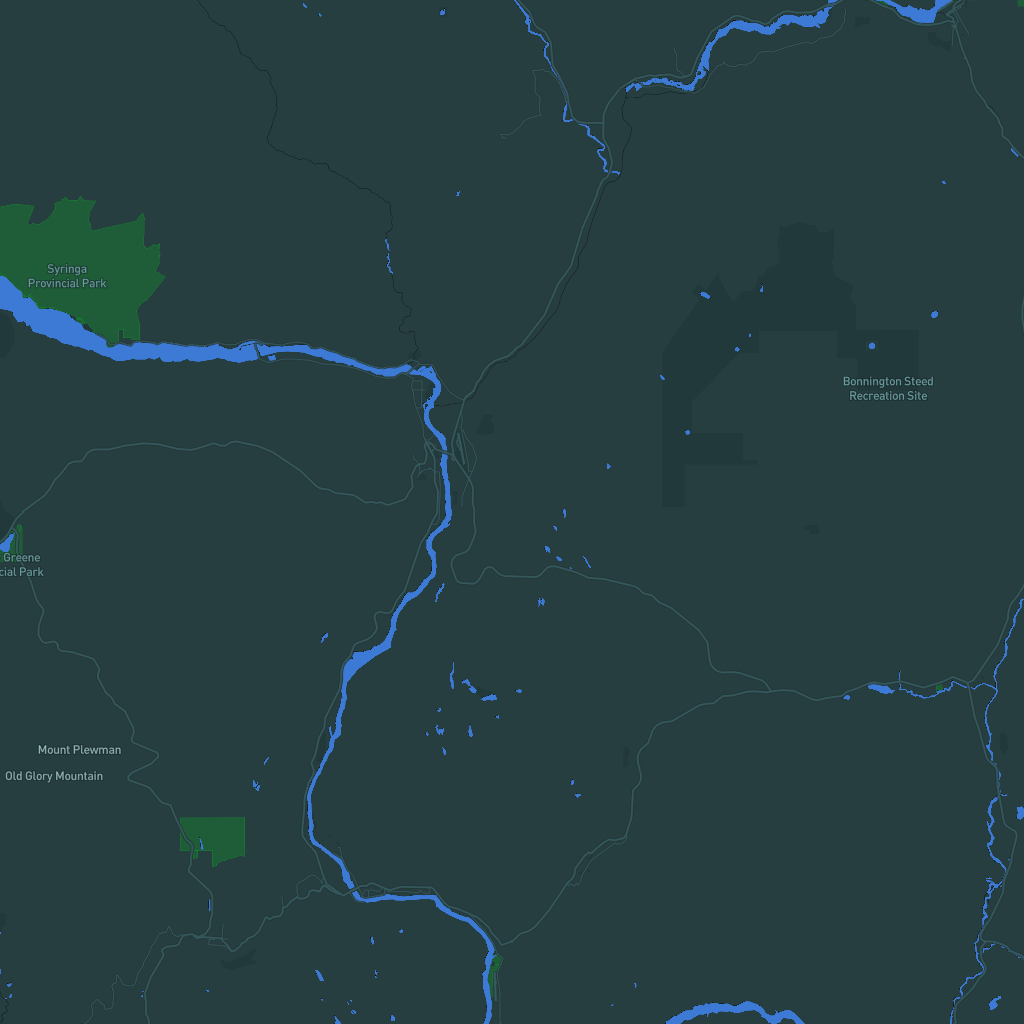 Syringa
Provincial Park
Bonnington Steed
Recreation Site
Greene
cial Park
Mount Plewman
Old Glory Mountain